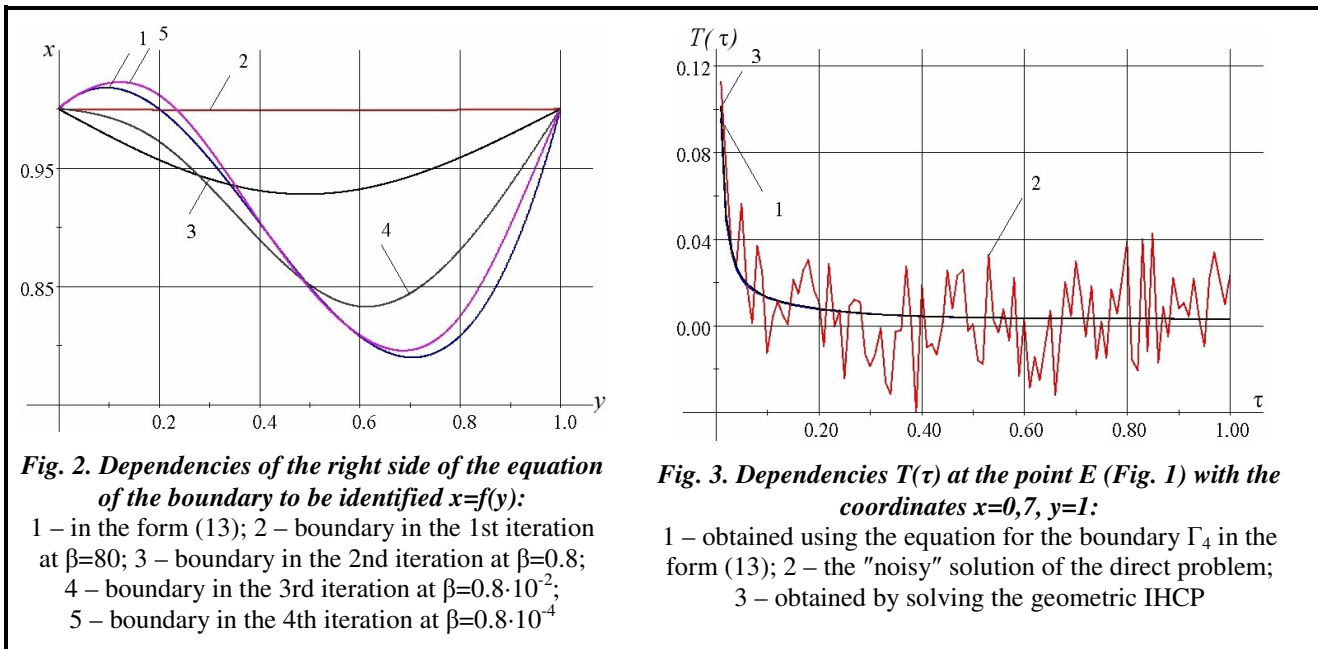 x
1 5
2
0.95
3
4
0.85
y
0.2 0.4 0.6 0.8 1.0
Fig. 2. Dependencies of the right side of the equation
of the boundary to be identified x=f(y):
1 – in the form (13); 2 – boundary in the 1st iteration
at β=80; 3 – boundary in the 2nd iteration at β=0.8;
4 – boundary in the 3rd iteration at β=0.8·10⁻²;
5 – boundary in the 4th iteration at β=0.8·10⁻⁴
T(τ)
3
0.12
0.08
1
2
0.04
0.00
τ
0.20 0.40 0.60 0.80 1.00
Fig. 3. Dependencies T(τ) at the point E (Fig. 1) with the
coordinates x=0,7, y=1:
1 – obtained using the equation for the boundary Γ₄ in the
form (13); 2 – the "noisy" solution of the direct problem;
3 – obtained by solving the geometric IHCP